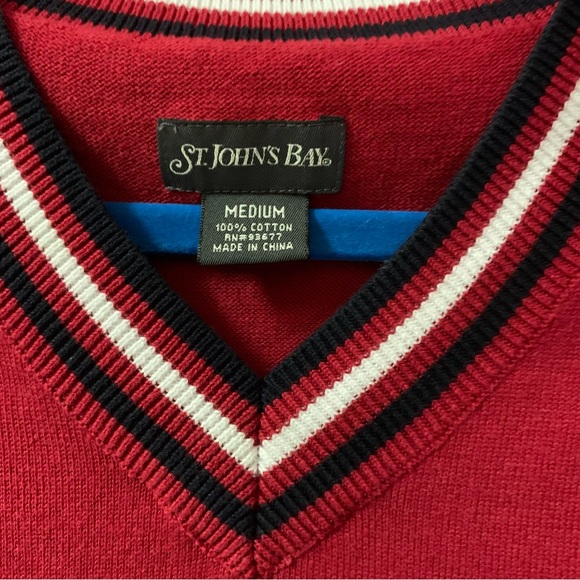 ST. JOHN'S BAY®
MEDIUM
100% COTTON
RN#93677
MADE IN CHINA